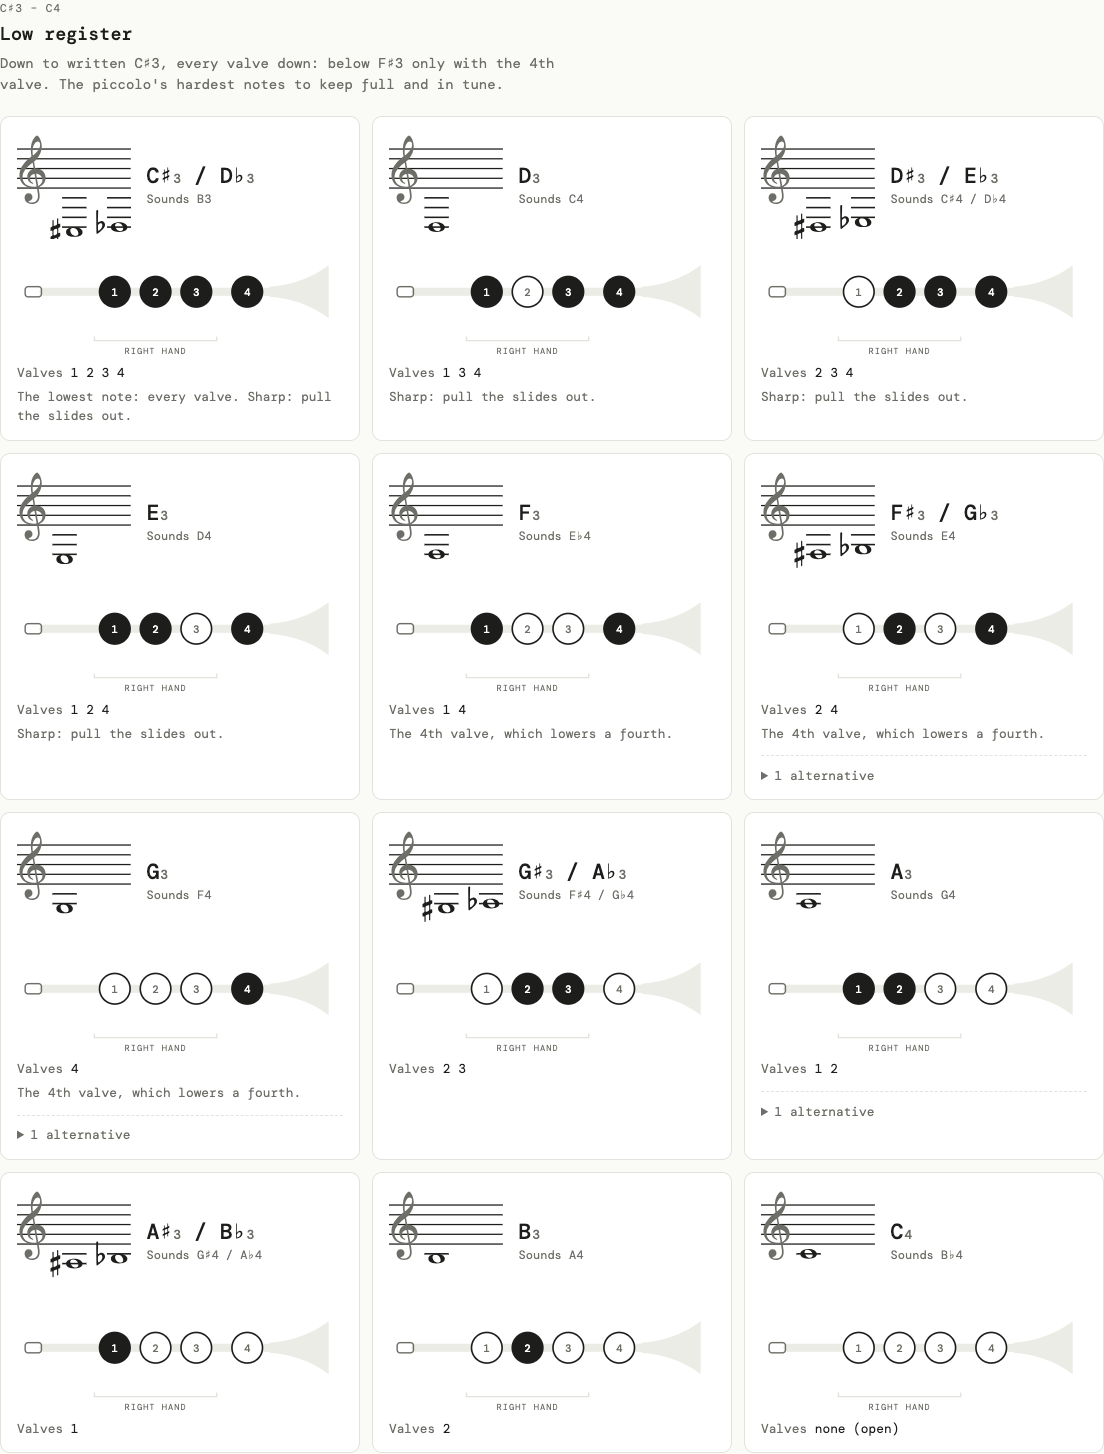 C♯3 – C4
Low register
Down to written C♯3, every valve down: below F♯3 only with the 4th
valve. The piccolo's hardest notes to keep full and in tune.
C♯3 / D♭3
Sounds B3
1 2 3 4
RIGHT HAND
Valves 1 2 3 4
The lowest note: every valve. Sharp: pull
the slides out.
D3
Sounds C4
1 2 3 4
RIGHT HAND
Valves 1 3 4
Sharp: pull the slides out.
D♯3 / E♭3
Sounds C♯4 / D♭4
1 2 3 4
RIGHT HAND
Valves 2 3 4
Sharp: pull the slides out.
E3
Sounds D4
1 2 3 4
RIGHT HAND
Valves 1 2 4
Sharp: pull the slides out.
F3
Sounds E♭4
1 2 3 4
RIGHT HAND
Valves 1 4
The 4th valve, which lowers a fourth.
F♯3 / G♭3
Sounds E4
1 2 3 4
RIGHT HAND
Valves 2 4
The 4th valve, which lowers a fourth.
▶ 1 alternative
G3
Sounds F4
1 2 3 4
RIGHT HAND
Valves 4
The 4th valve, which lowers a fourth.
▶ 1 alternative
G♯3 / A♭3
Sounds F♯4 / G♭4
1 2 3 4
RIGHT HAND
Valves 2 3
A3
Sounds G4
1 2 3 4
RIGHT HAND
Valves 1 2
▶ 1 alternative
A♯3 / B♭3
Sounds G♯4 / A♭4
1 2 3 4
RIGHT HAND
Valves 1
B3
Sounds A4
1 2 3 4
RIGHT HAND
Valves 2
C4
Sounds B♭4
1 2 3 4
RIGHT HAND
Valves none (open)